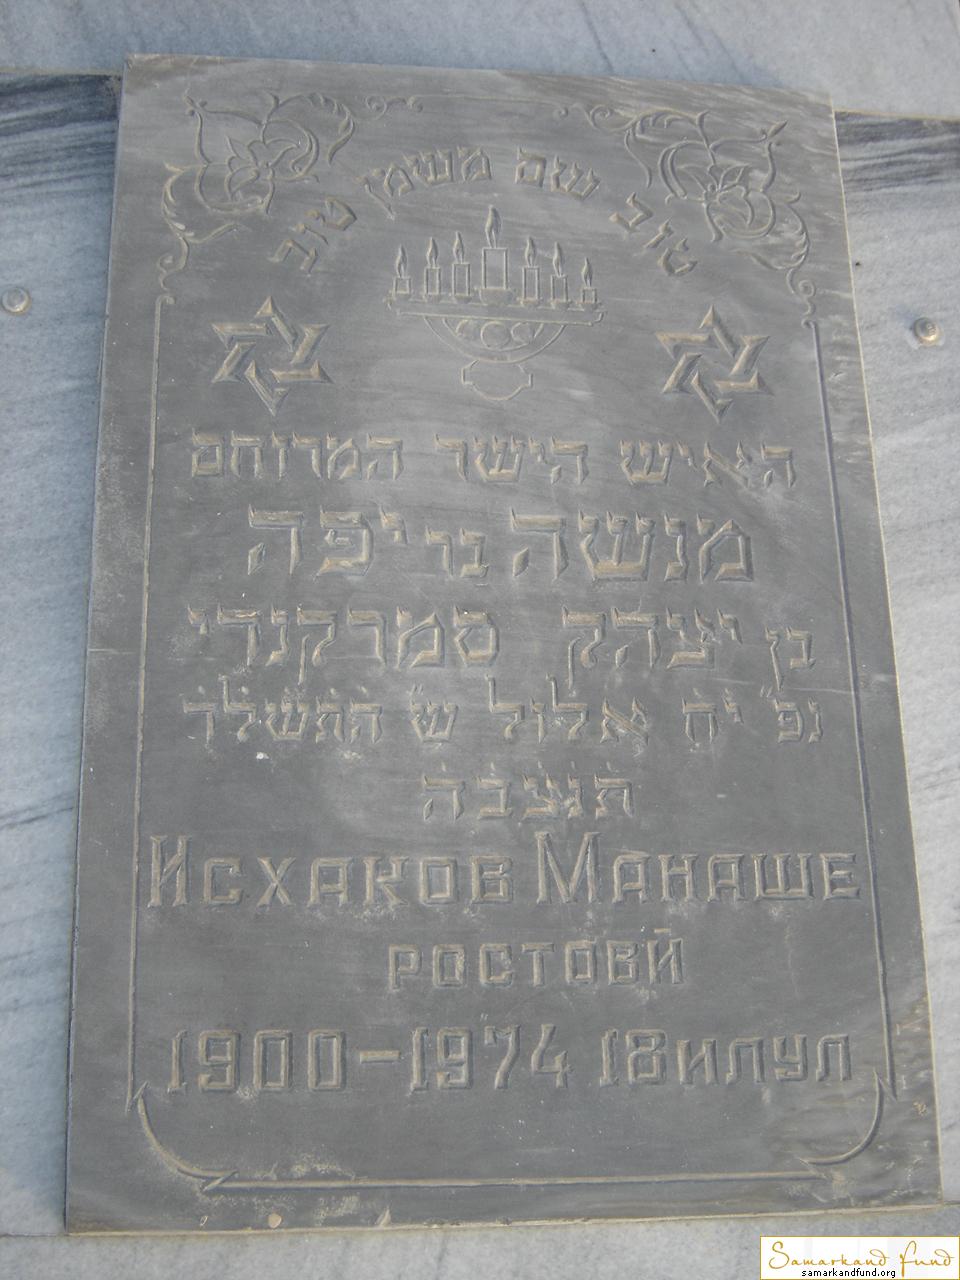 טוב שם משמן טוב
האיש הישר המרוחם
מנשה בר יפה
בן יצחק סמרקנדי
נפ׳ י״ח אלול ש׳ התשלד
תנצבה
Исхаков Манаше
Ростовй
1900-1974 18илул
Samarkand Fund
samarkandfund.org